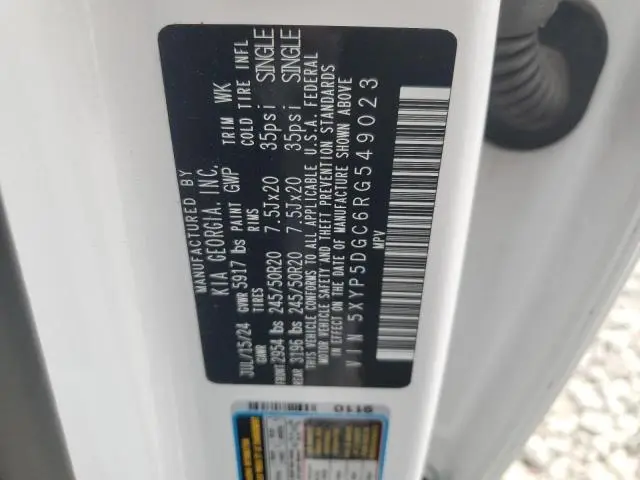 MANUFACTURED BY
KIA GEORGIA, INC.
JUL/15/24 GVWR 5917 lbs PAINT GWP TRIM WK
GAWR TIRES RIMS COLD TIRE INFL
FRONT 2954 lbs 245/50R20 7.5Jx20 35psi SINGLE
REAR 3196 lbs 245/50R20 7.5Jx20 35psi SINGLE
THIS VEHICLE CONFORMS TO ALL APPLICABLE U.S.A. FEDERAL
MOTOR VEHICLE SAFETY AND THEFT PREVENTION STANDARDS
IN EFFECT ON THE DATE OF MANUFACTURE SHOWN ABOVE
VIN 5XYP5DGC6RG549023
MPV